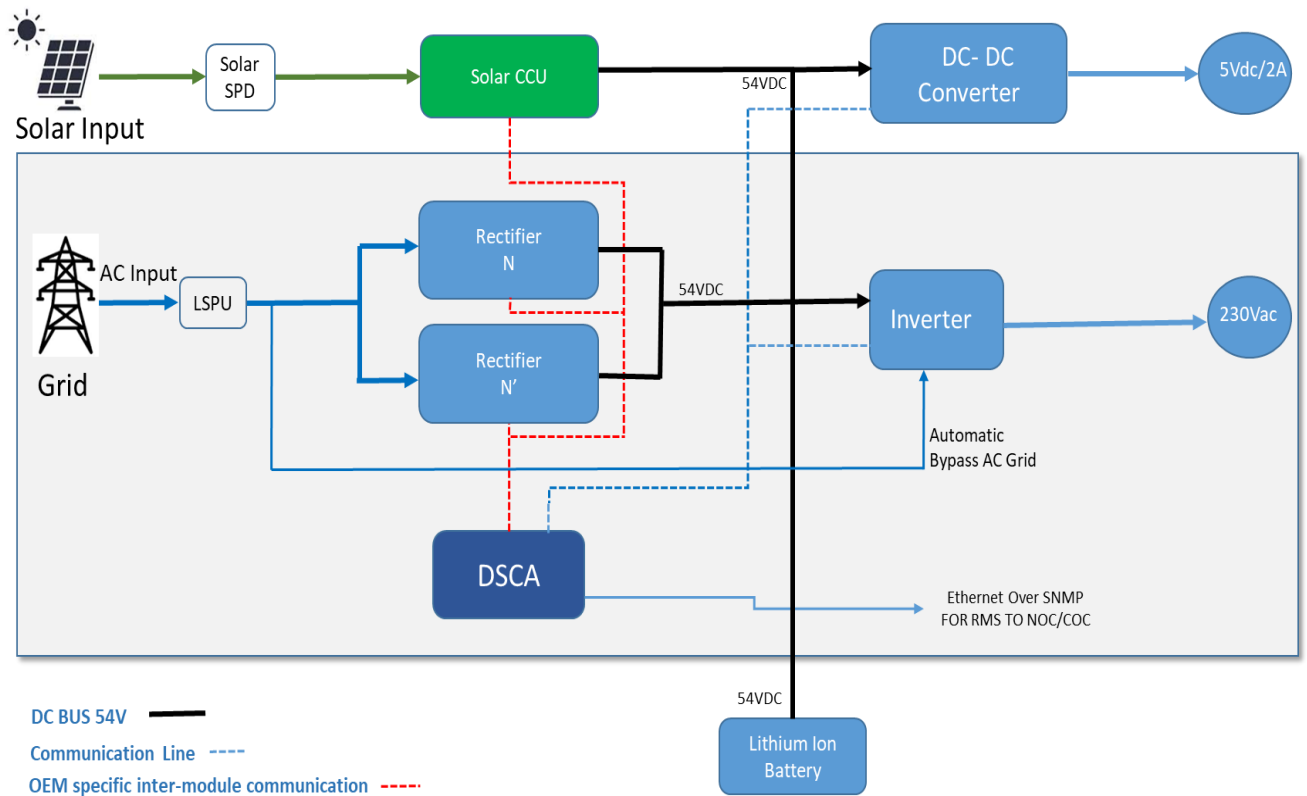 Solar Input
Solar
SPD
Solar CCU
54VDC
DC- DC
Converter
5Vdc/2A
Grid
AC Input
LSPU
Rectifier
N
Rectifier
N’
54VDC
Inverter
230Vac
Automatic
Bypass AC Grid
DSCA
Ethernet Over SNMP
FOR RMS TO NOC/COC
54VDC
Lithium Ion
Battery
DC BUS 54V
Communication Line
OEM specific inter-module communication